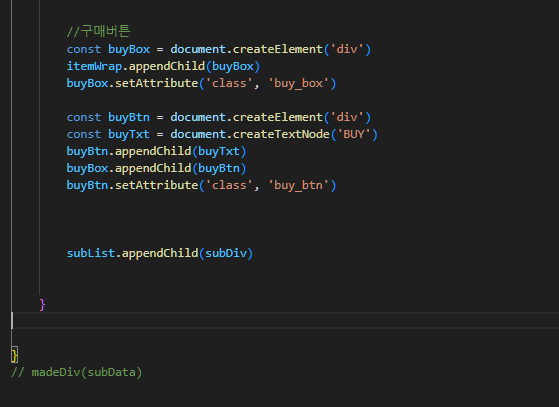 //구매버튼
const buyBox = document.createElement('div')
itemWrap.appendChild(buyBox)
buyBox.setAttribute('class', 'buy_box')
const buyBtn = document.createElement('div')
const buyTxt = document.createTextNode('BUY')
buyBtn.appendChild(buyTxt)
buyBox.appendChild(buyBtn)
buyBtn.setAttribute('class', 'buy_btn')
subList.appendChild(subDiv)
}
}
// madeDiv(subData)